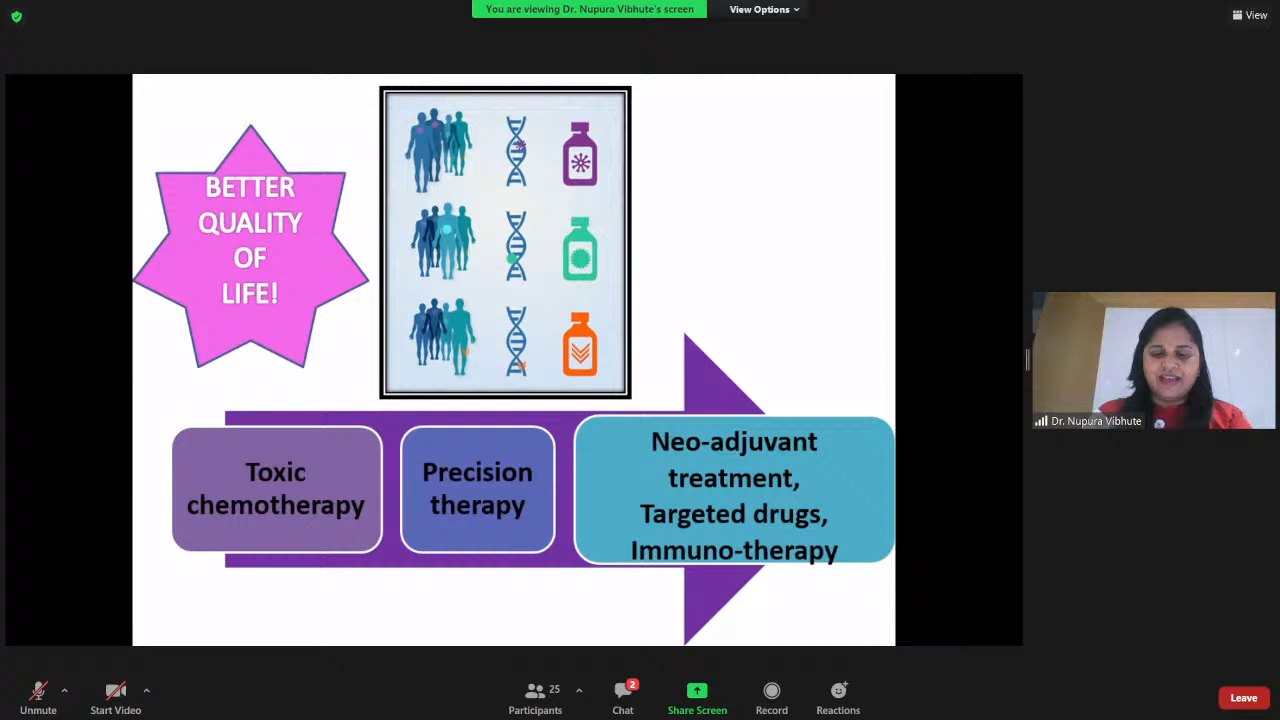 You are viewing Dr. Nupura Vibhute's screen
View Options
View
BETTER
QUALITY
OF
LIFE!
Toxic
chemotherapy
Precision
therapy
Neo-adjuvant
treatment,
Targeted drugs,
Immuno-therapy
Dr. Nupura Vibhute
Unmute
Start Video
25
Participants
2
Chat
Share Screen
Record
Reactions
Leave